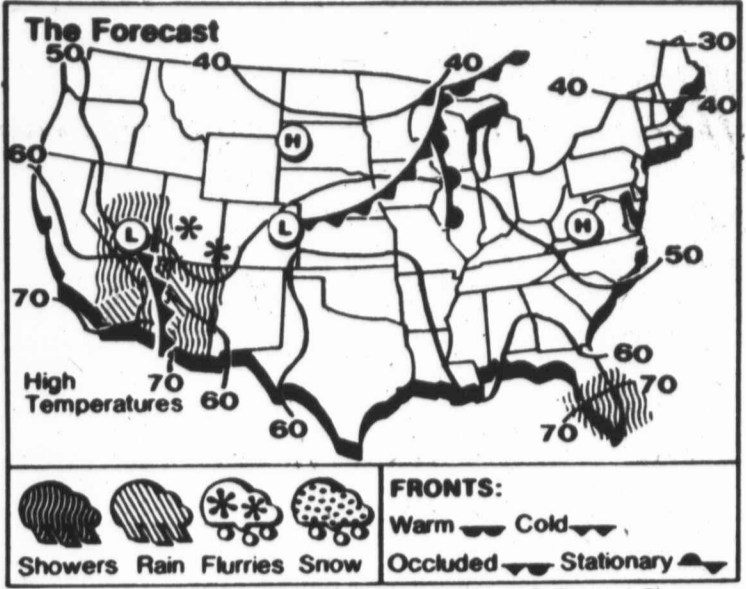 The Forecast
50
40
40
30
40
40
60
H
L
L
H
50
70
60
High
Temperatures
70
60
60
70
70
Showers Rain Flurries Snow
FRONTS:
Warm Cold
Occluded Stationary